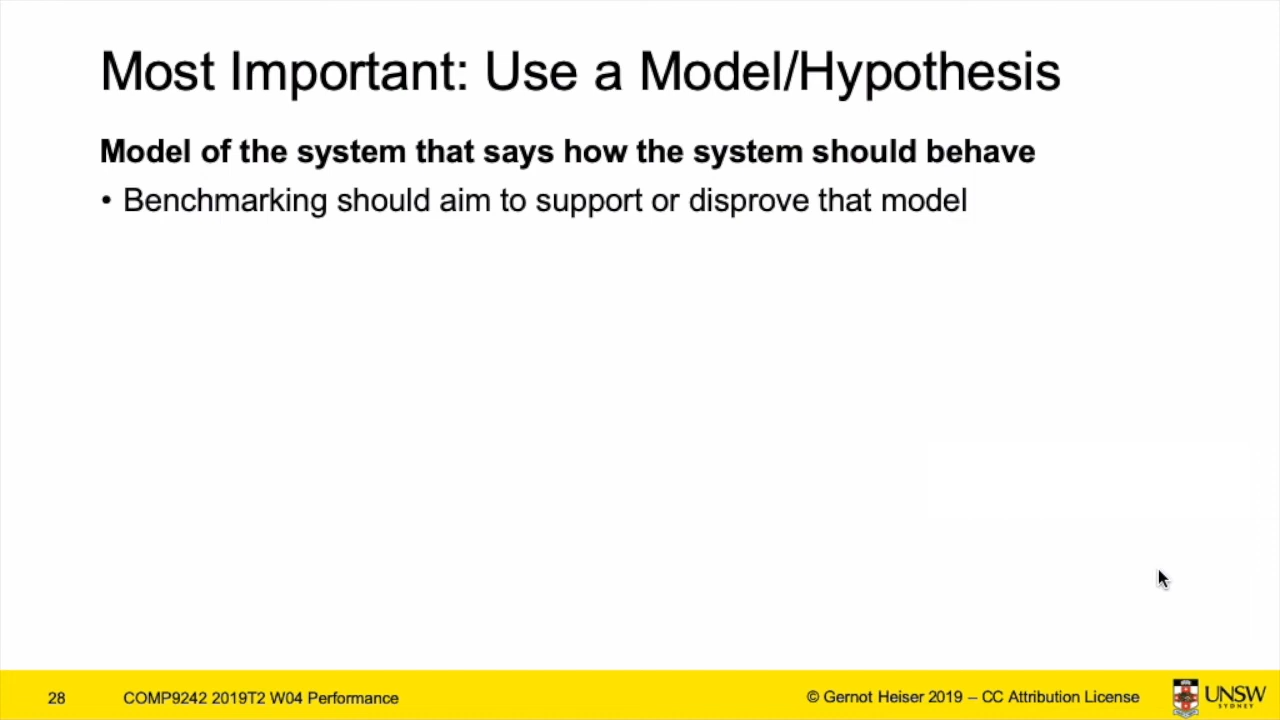 Most Important: Use a Model/Hypothesis
Model of the system that says how the system should behave
• Benchmarking should aim to support or disprove that model
28 COMP9242 2019T2 W04 Performance © Gernot Heiser 2019 – CC Attribution License UNSW
SYDNEY